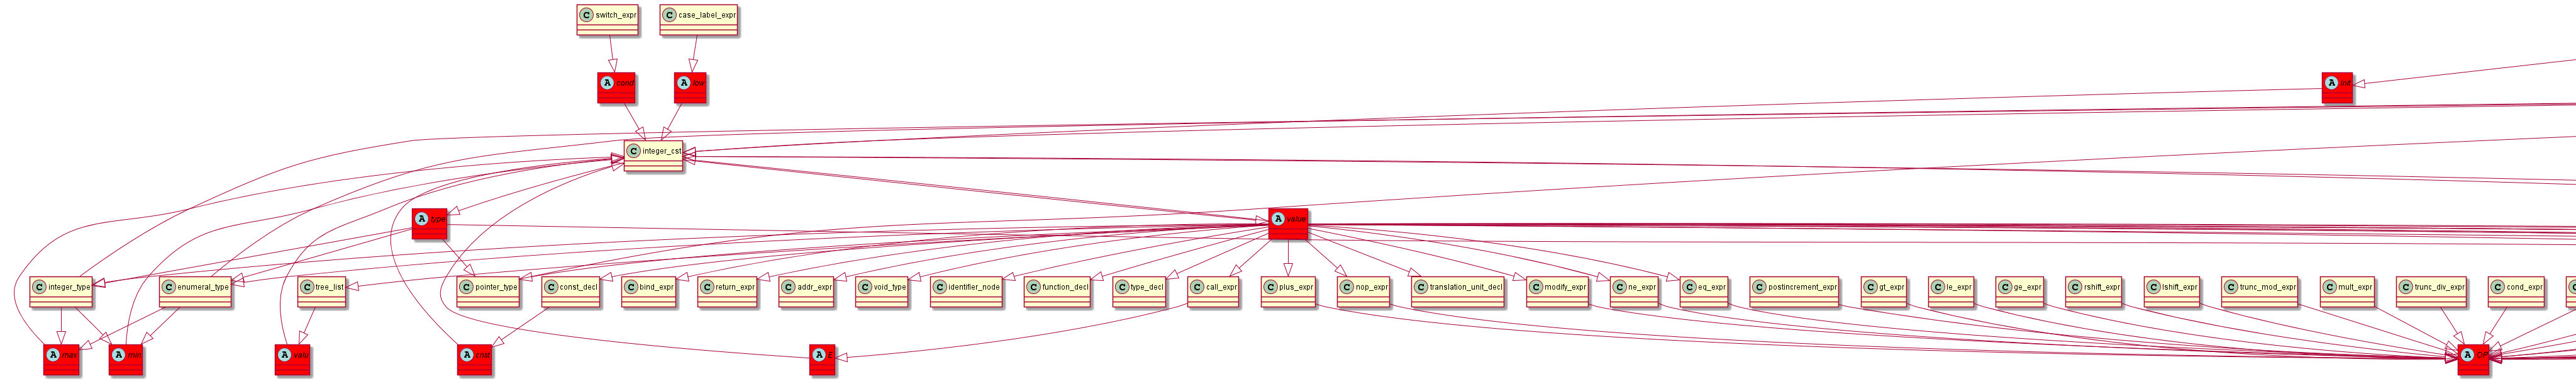 C switch_expr
C case_label_expr
A cond
A low
A init
C integer_cst
A type
A value
C integer_type
C enumeral_type
C tree_list
C pointer_type
C const_decl
C bind_expr
C return_expr
C addr_expr
C void_type
C identifier_node
C function_decl
C type_decl
C call_expr
C plus_expr
C nop_expr
C translation_unit_decl
C modify_expr
C ne_expr
C eq_expr
C postincrement_expr
C gt_expr
C le_expr
C ge_expr
C rshift_expr
C lshift_expr
C trunc_mod_expr
C mult_expr
C trunc_div_expr
C cond_expr
A max
A min
A valu
A cnst
A E
A OP